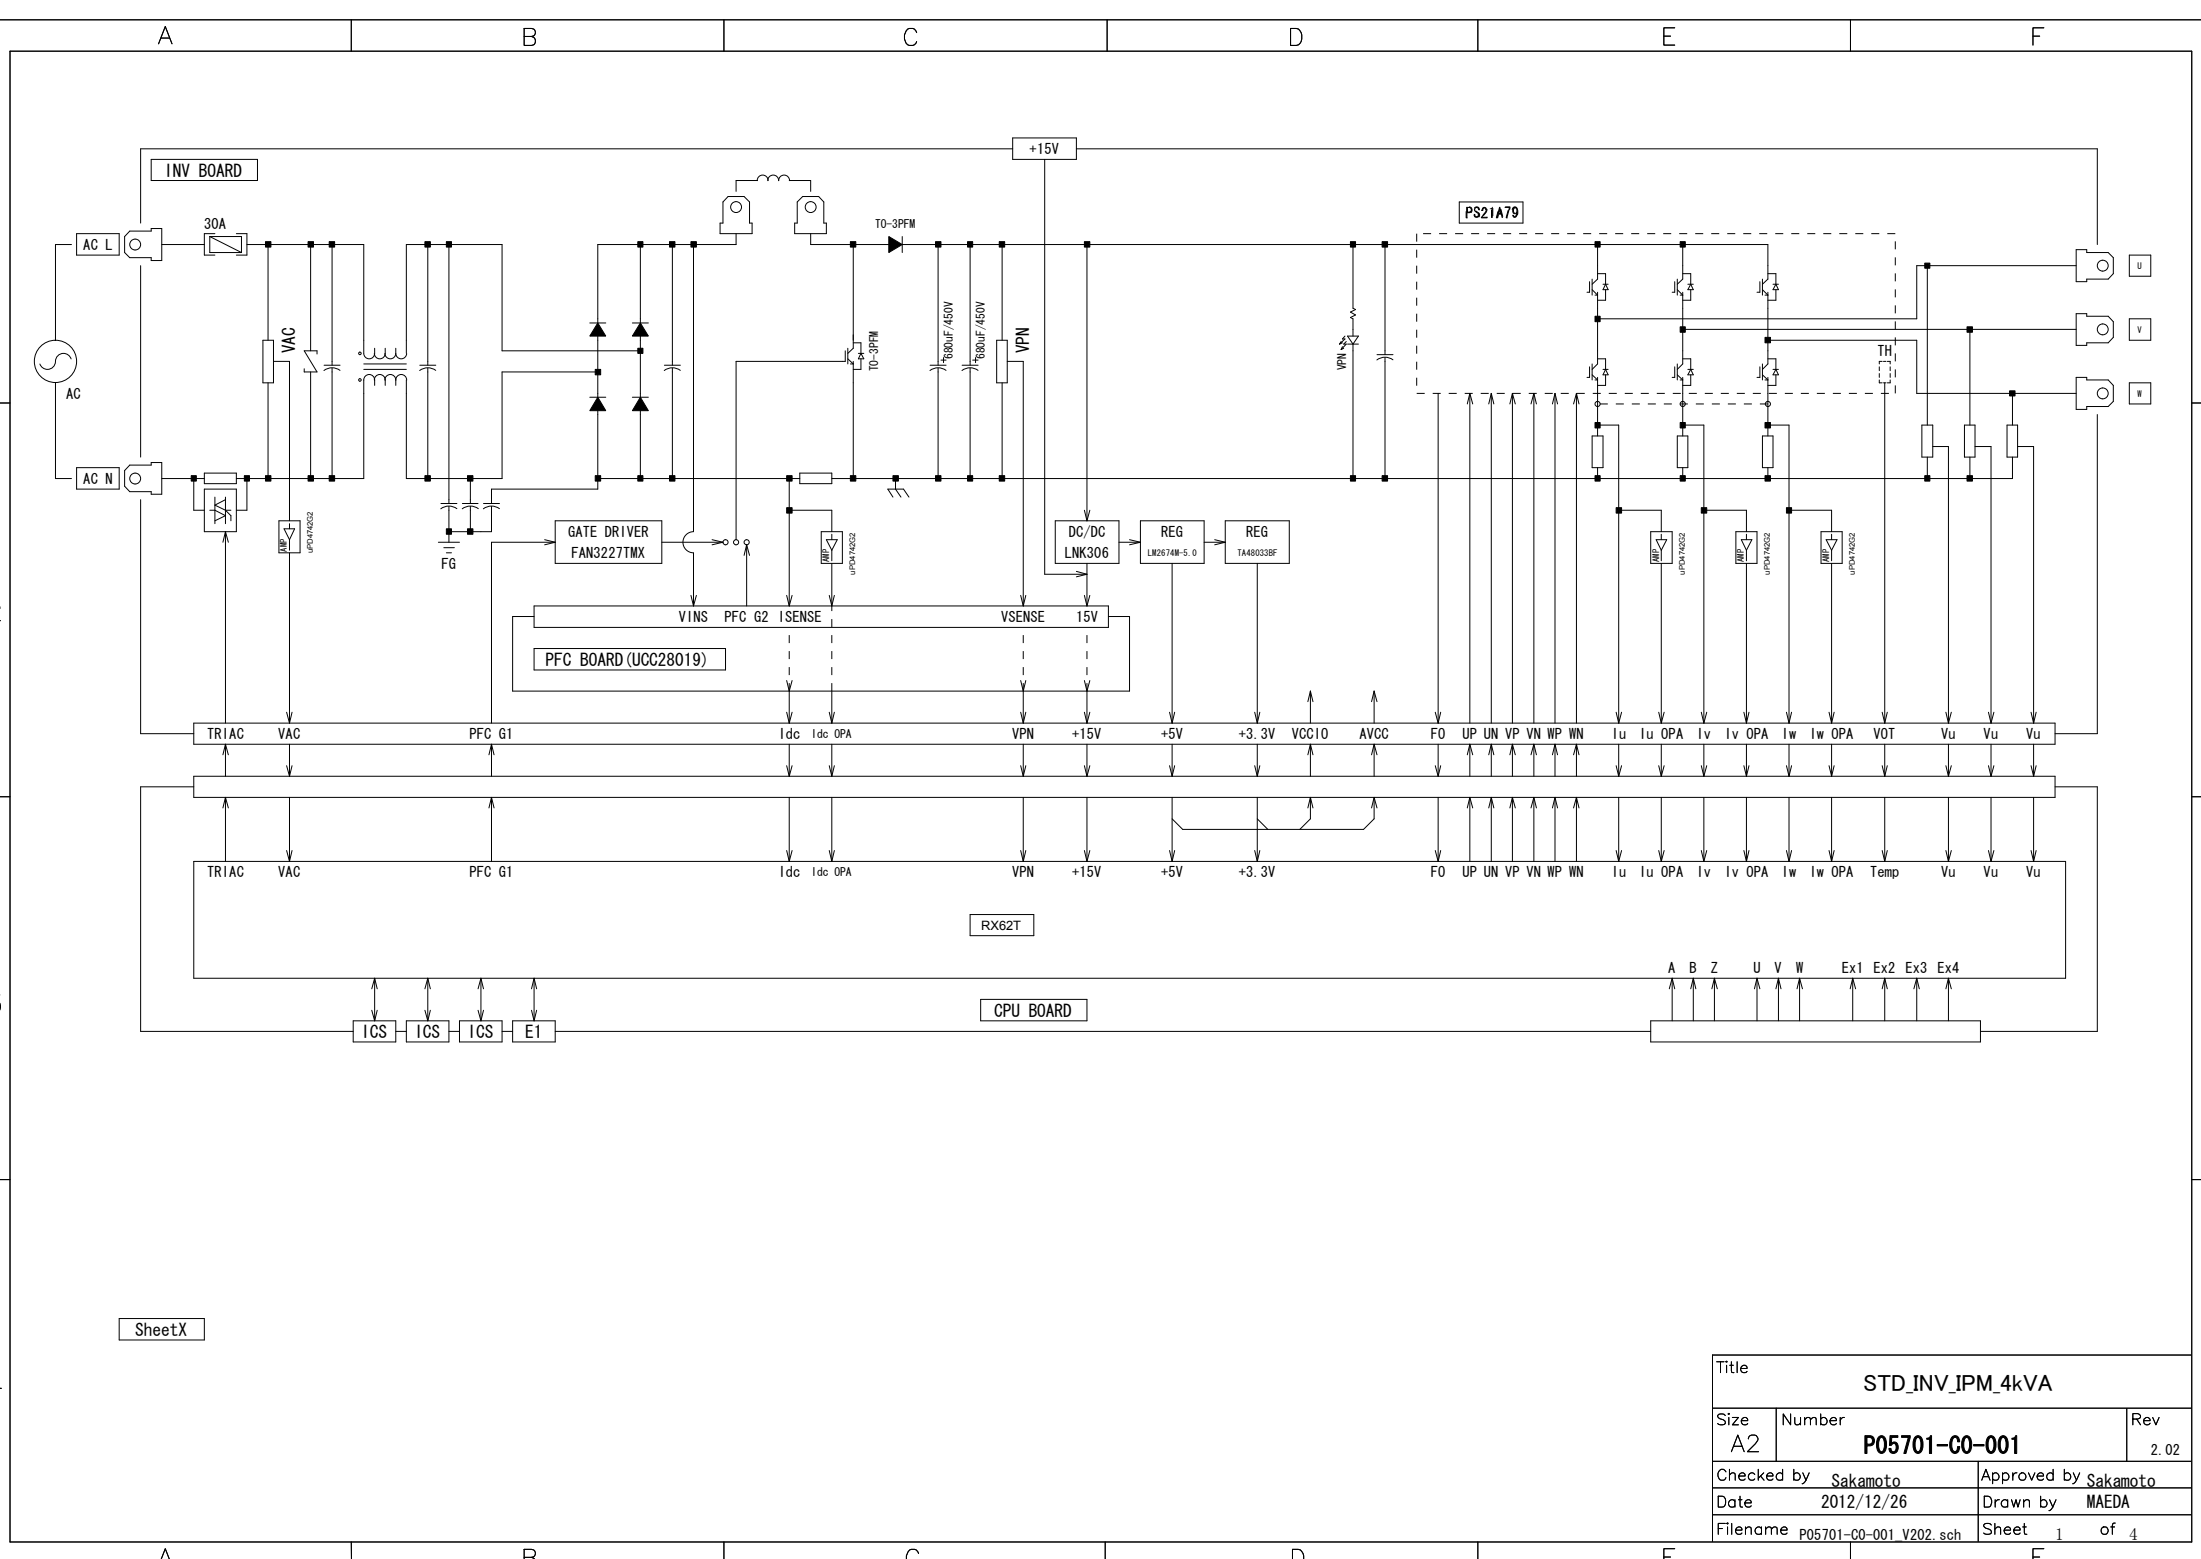 A B C D E F
+15V
INV BOARD
PS21A79
30A
TO-3PFM
AC L
U
680uF/450V
680uF/450V
VAC
VPN
TO-3PFM
V
VPN
TH
AC
W
AC N
uPD4742G2
AMP
GATE DRIVER
FAN3227TMX
FG
AMP
uPD4742G2
DC/DC
LNK306
REG
LM2674M-5.0
REG
TA48033BF
AMP
uPD4742G2
AMP
uPD4742G2
AMP
uPD4742G2
VINS PFC G2 ISENSE VSENSE 15V
PFC BOARD(UCC28019)
TRIAC VAC PFC G1 Idc Idc OPA VPN +15V +5V +3.3V VCCIO AVCC FO UP UN VP VN WP WN Iu Iu OPA Iv Iv OPA Iw Iw OPA VOT Vu Vu Vu
TRIAC VAC PFC G1 Idc Idc OPA VPN +15V +5V +3.3V FO UP UN VP VN WP WN Iu Iu OPA Iv Iv OPA Iw Iw OPA Temp Vu Vu Vu
RX62T
A B Z U V W Ex1 Ex2 Ex3 Ex4
CPU BOARD
ICS ICS ICS E1
SheetX
Title
STD_INV_IPM_4kVA
Size
A2
Number
P05701-C0-001
Rev
2.02
Checked by Sakamoto
Approved by Sakamoto
Date 2012/12/26
Drawn by MAEDA
Filename P05701-C0-001_V202.sch
Sheet 1 of 4